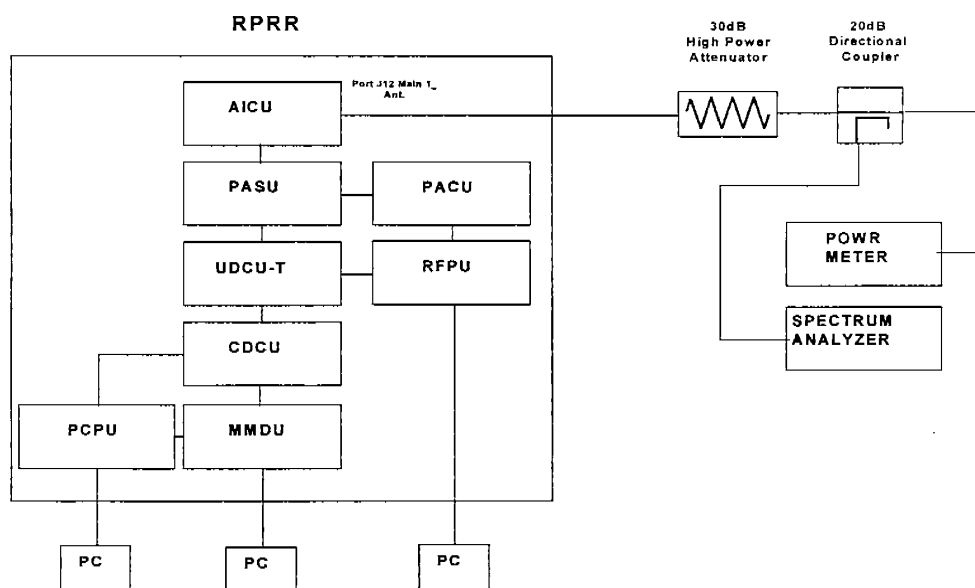 RPRR
30dB
High Power
Attenuator
20dB
Directional
Coupler
Port J12 Main T
Ant.
AICU
PASU
PACU
UDCU-T
RFPU
POWR
METER
SPECTRUM
ANALYZER
CDCU
PCPU
MMDU
PC
PC
PC